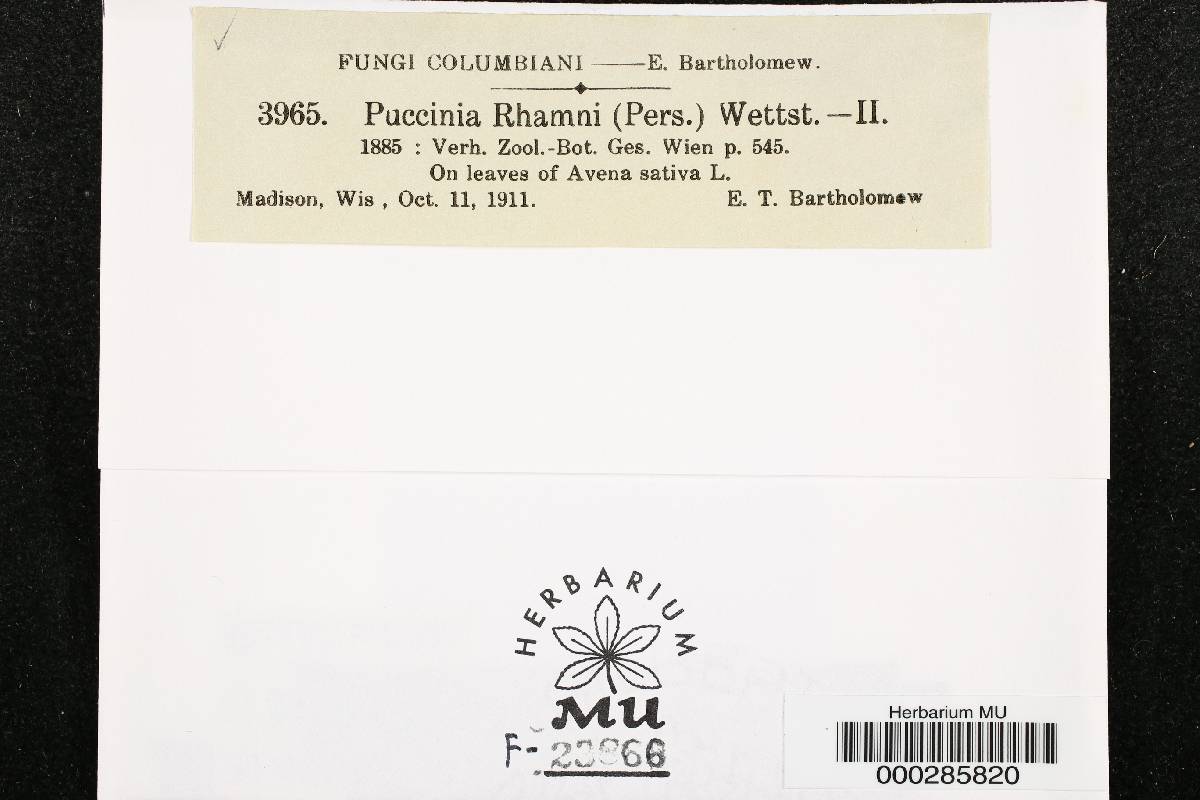 FUNGI COLUMBIANI —— E. Bartholomew.
3965. Puccinia Rhamni (Pers.) Wettst. —II.
1885 : Verh. Zool.-Bot. Ges. Wien p. 545.
On leaves of Avena sativa L.
Madison, Wis , Oct. 11, 1911. E. T. Bartholomew
HERBARIUM
MU
F- 23866
Herbarium MU
000285820